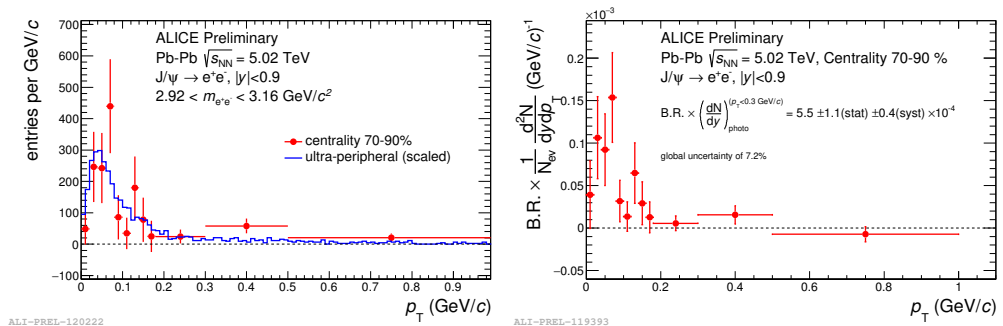 ALICE Preliminary
Pb-Pb √sNN = 5.02 TeV
J/ψ → e+e-, |y|<0.9
2.92 < me+e- < 3.16 GeV/c2
centrality 70-90%
ultra-peripheral (scaled)
entries per GeV/c
700
600
500
400
300
200
100
0
−100
0 0.1 0.2 0.3 0.4 0.5 0.6 0.7 0.8 0.9
pT (GeV/c)
ALI-PREL-120222
×10−3
ALICE Preliminary
Pb-Pb √sNN = 5.02 TeV, Centrality 70-90 %
J/ψ → e+e-, |y|<0.9
B.R. × (dN/dy)photo(pT<0.3 GeV/c) = 5.5 ±1.1(stat) ±0.4(syst) ×10-4
global uncertainty of 7.2%
B.R. × 1/Nev d2N/dydpT (GeV/c)-1
0.2
0.15
0.1
0.05
0
−0.05
0 0.2 0.4 0.6 0.8 1
pT (GeV/c)
ALI-PREL-119393